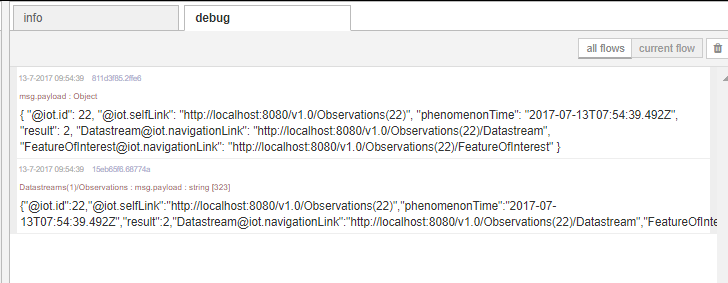 info
debug
all flows
current flow
13-7-2017 09:54:39 811d3f85.2ffe6
msg.payload : Object
{ "@iot.id": 22, "@iot.selfLink": "http://localhost:8080/v1.0/Observations(22)", "phenomenonTime": "2017-07-13T07:54:39.492Z",
"result": 2, "Datastream@iot.navigationLink": "http://localhost:8080/v1.0/Observations(22)/Datastream",
"FeatureOfInterest@iot.navigationLink": "http://localhost:8080/v1.0/Observations(22)/FeatureOfInterest" }
13-7-2017 09:54:39 15eb65f6.66774a
Datastreams(1)/Observations : msg.payload : string [323]
{"@iot.id":22,"@iot.selfLink":"http://localhost:8080/v1.0/Observations(22)","phenomenonTime":"2017-07-
13T07:54:39.492Z","result":2,"Datastream@iot.navigationLink":"http://localhost:8080/v1.0/Observations(22)/Datastream","FeatureOfInte